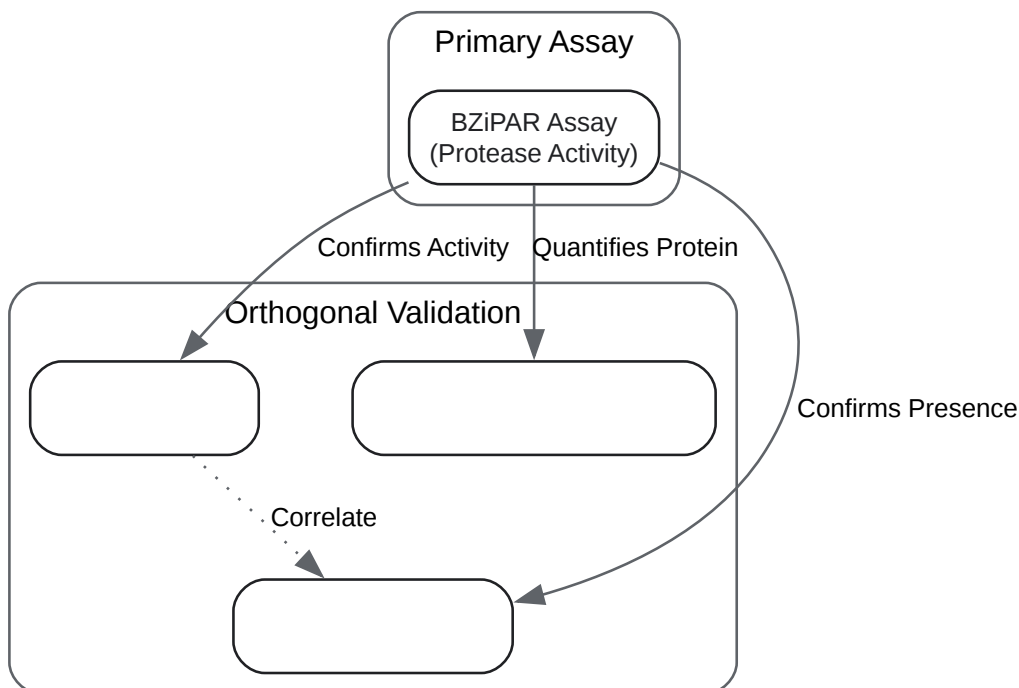 Primary Assay
BZiPAR Assay
(Protease Activity)
Confirms Activity
Quantifies Protein
Orthogonal Validation
Confirms Presence
Correlate